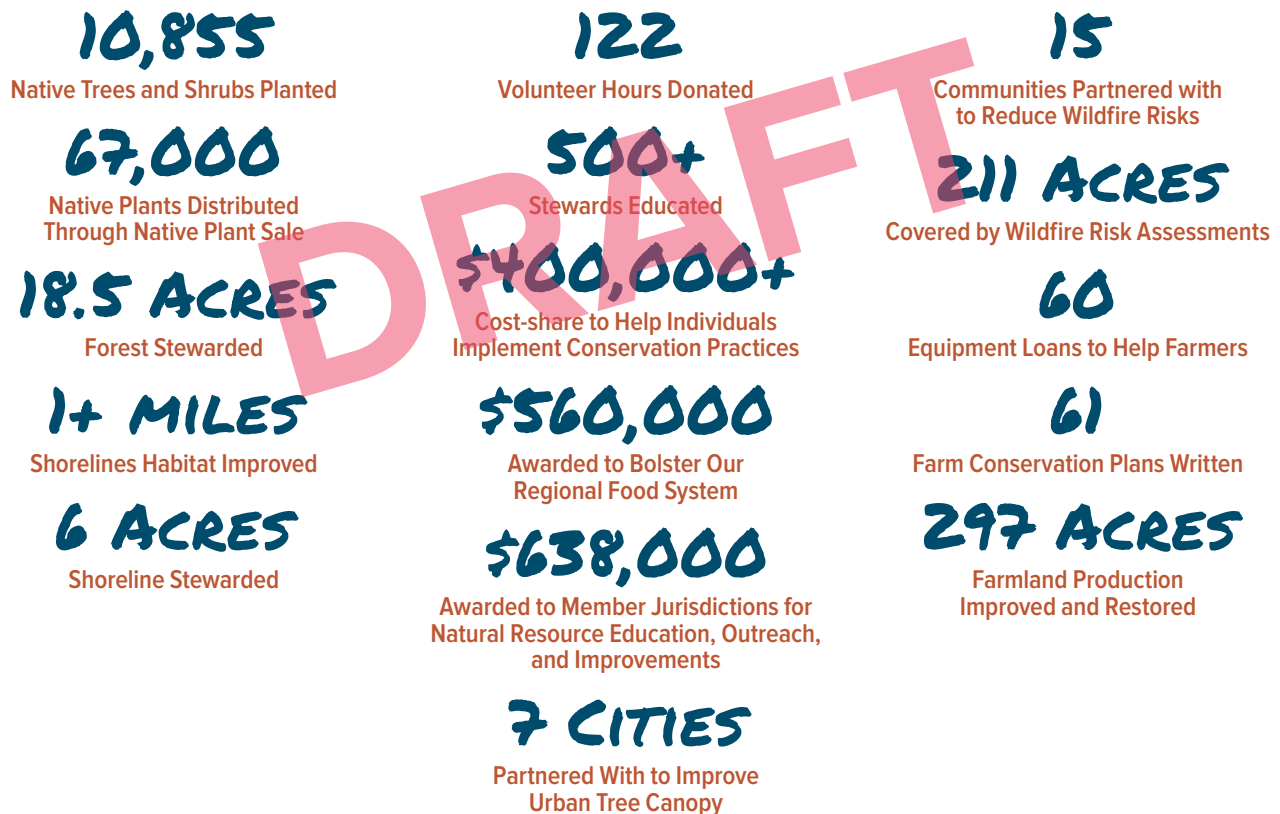 10,855
Native Trees and Shrubs Planted
67,000
Native Plants Distributed
Through Native Plant Sale
18.5 ACRES
Forest Stewarded
1+ MILES
Shorelines Habitat Improved
6 ACRES
Shoreline Stewarded
122
Volunteer Hours Donated
500+
Stewards Educated
$400,000+
Cost-share to Help Individuals
Implement Conservation Practices
$560,000
Awarded to Bolster Our
Regional Food System
$638,000
Awarded to Member Jurisdictions for
Natural Resource Education, Outreach,
and Improvements
7 CITIES
Partnered With to Improve
Urban Tree Canopy
15
Communities Partnered with
to Reduce Wildfire Risks
211 ACRES
Covered by Wildfire Risk Assessments
60
Equipment Loans to Help Farmers
61
Farm Conservation Plans Written
297 ACRES
Farmland Production
Improved and Restored
DRAFT